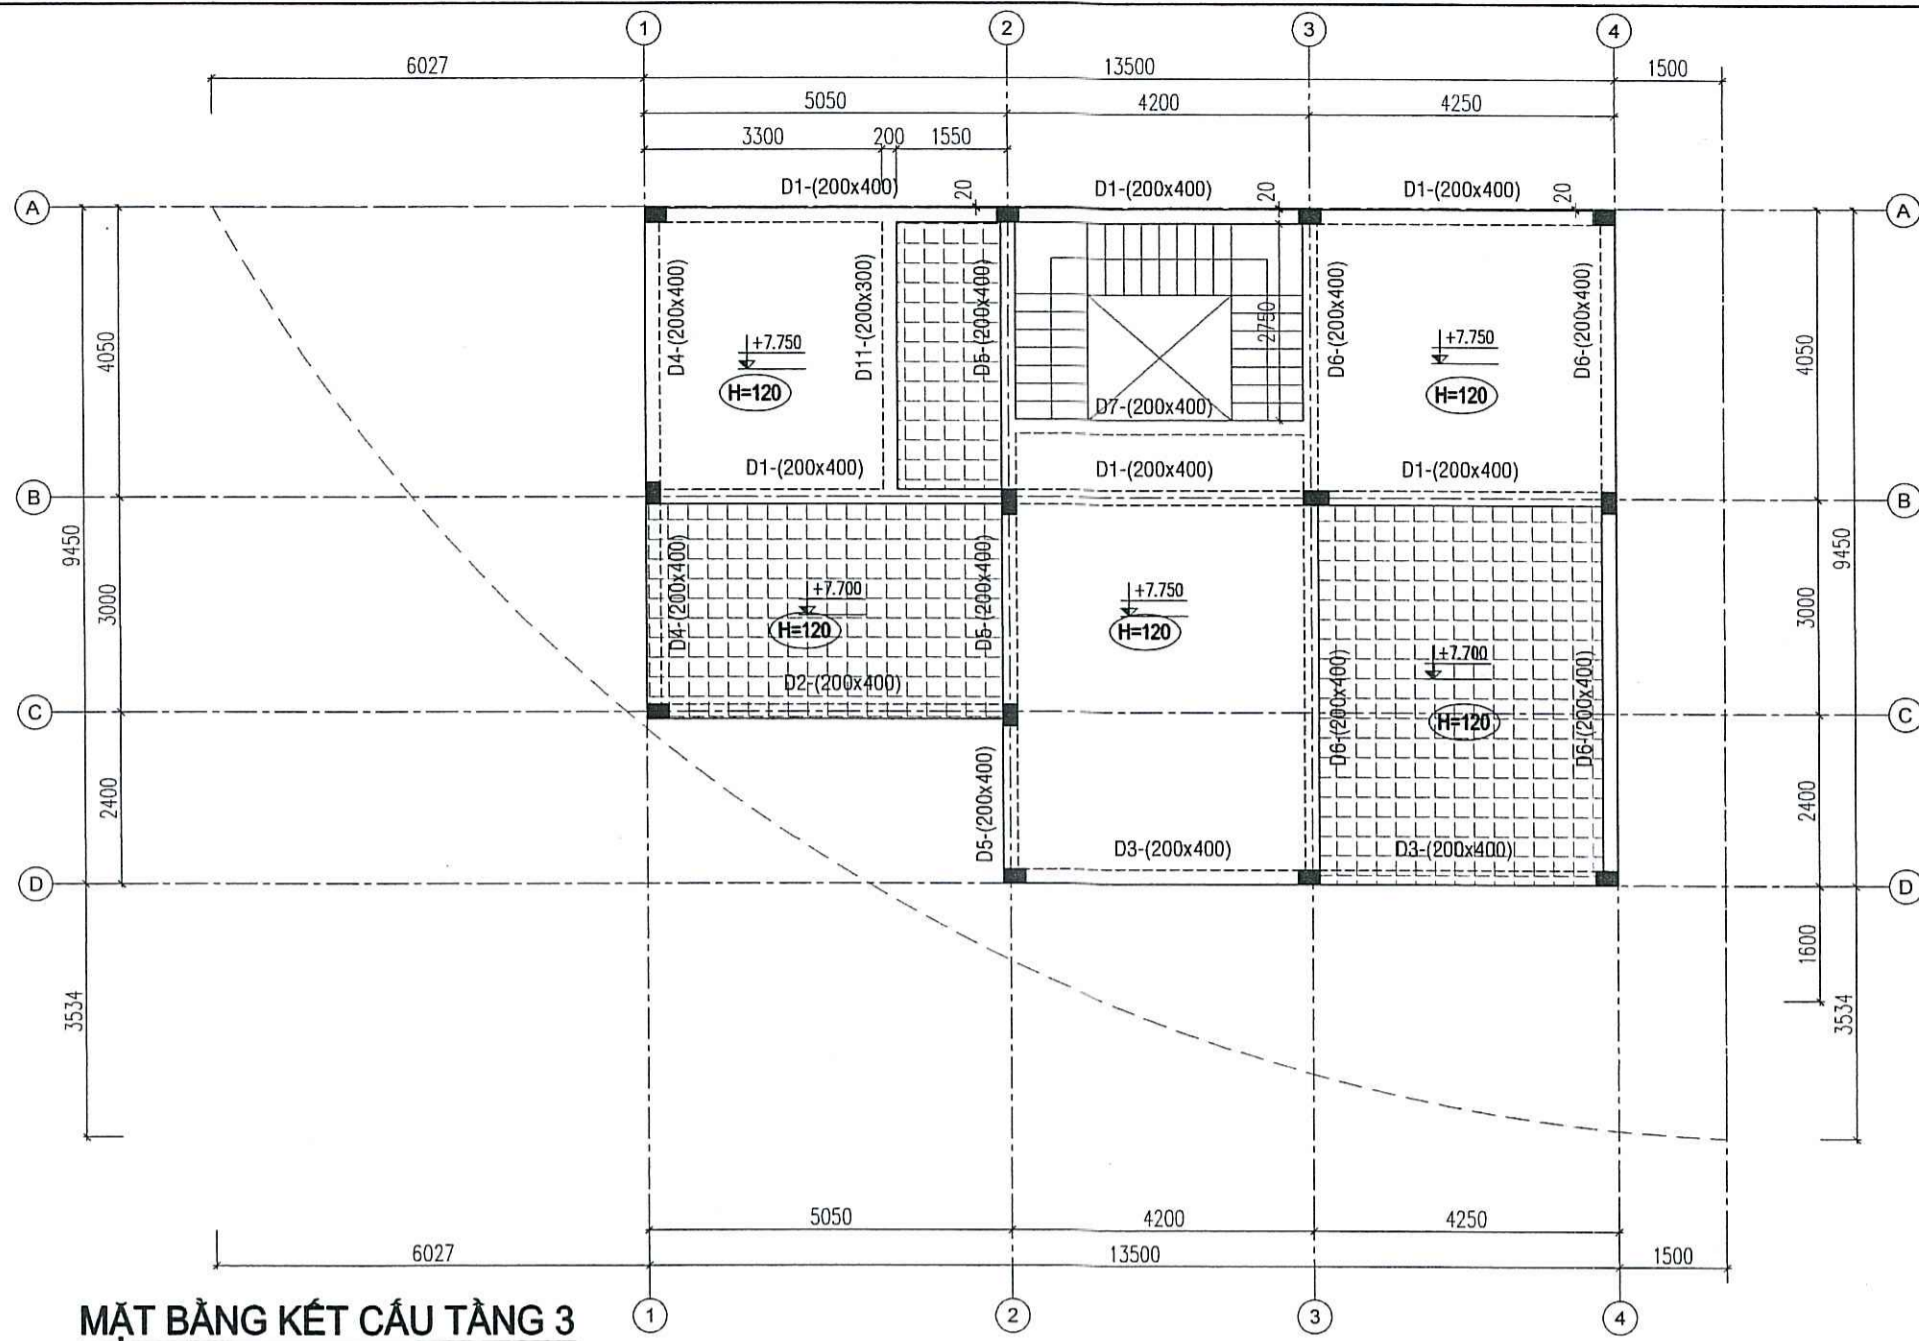 1 2 3 4
6027 13500 1500
5050 4200 4250
3300 200 1550
D1-(200x400) 20 D1-(200x400) 20 D1-(200x400) 20
A A
D4-(200x400) D11-(200x300) D5-(200x400) 2750 D6-(200x400) D6-(200x400)
4050 +7.750 +7.750 4050
H=120 H=120
D7-(200x400)
D1-(200x400) D1-(200x400) D1-(200x400)
B B
9450 9450
D4-(200x400) D5-(200x400)
3000 +7.700 +7.750 3000
H=120 H=120
D6-(200x400) +7.700 D6-(200x400)
D2-(200x400)
C H=120 C
2400 D5-(200x400) 2400
D3-(200x400) D3-(200x400)
D D
1600
3534 3534
5050 4200 4250
6027 13500 1500
MẶT BẰNG KẾT CẤU TẦNG 3
1 2 3 4